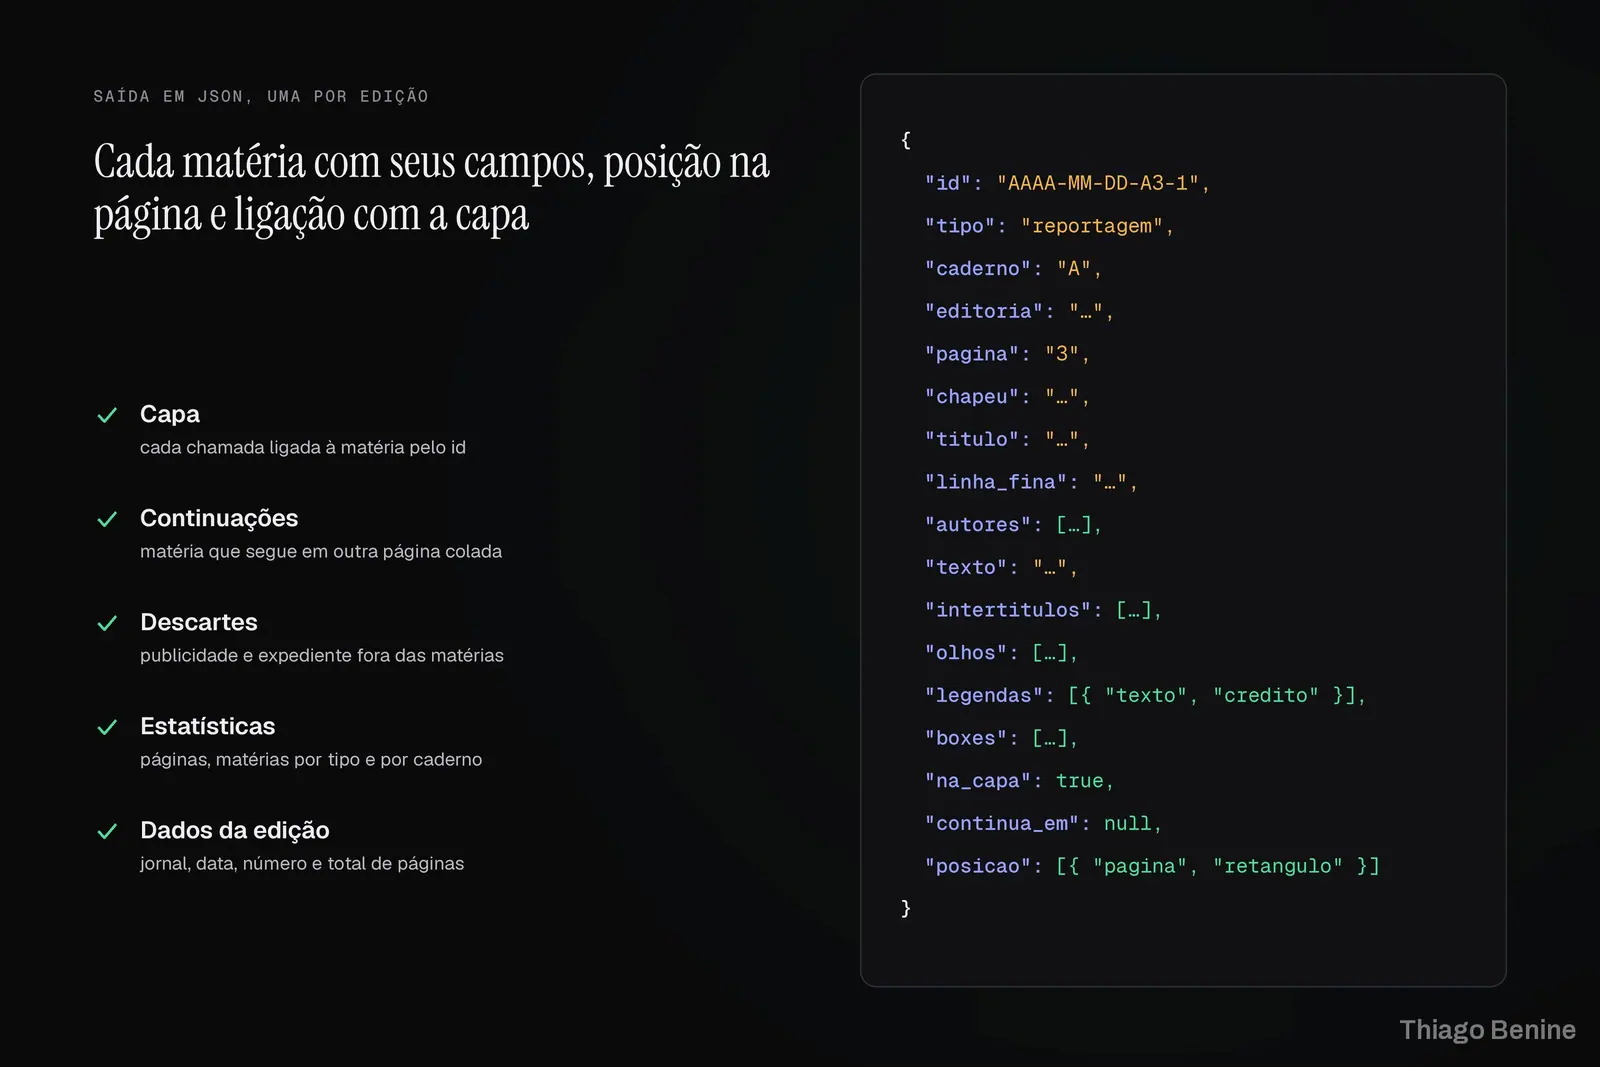 SAÍDA EM JSON, UMA POR EDIÇÃO
Cada matéria com seus campos, posição na
página e ligação com a capa
Capa
cada chamada ligada à matéria pelo id
Continuações
matéria que segue em outra página colada
Descartes
publicidade e expediente fora das matérias
Estatísticas
páginas, matérias por tipo e por caderno
Dados da edição
jornal, data, número e total de páginas
{
"id": "AAAA-MM-DD-A3-1",
"tipo": "reportagem",
"caderno": "A",
"editoria": "…",
"pagina": "3",
"chapeu": "…",
"titulo": "…",
"linha_fina": "…",
"autores": […],
"texto": "…",
"intertitulos": […],
"olhos": […],
"legendas": [{ "texto", "credito" }],
"boxes": […],
"na_capa": true,
"continua_em": null,
"posicao": [{ "pagina", "retangulo" }]
}
Thiago Benine